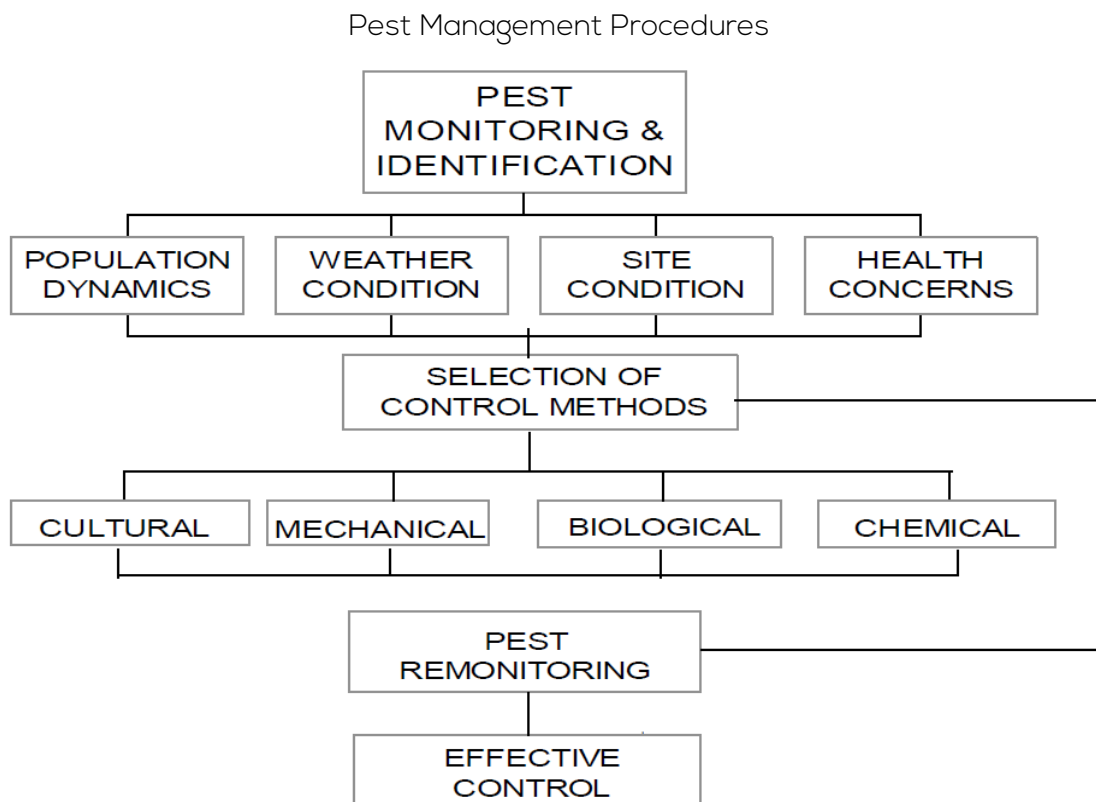 Pest Management Procedures
PEST
MONITORING &
IDENTIFICATION
POPULATION
DYNAMICS
WEATHER
CONDITION
SITE
CONDITION
HEALTH
CONCERNS
SELECTION OF
CONTROL METHODS
CULTURAL
MECHANICAL
BIOLOGICAL
CHEMICAL
PEST
REMONITORING
EFFECTIVE
CONTROL